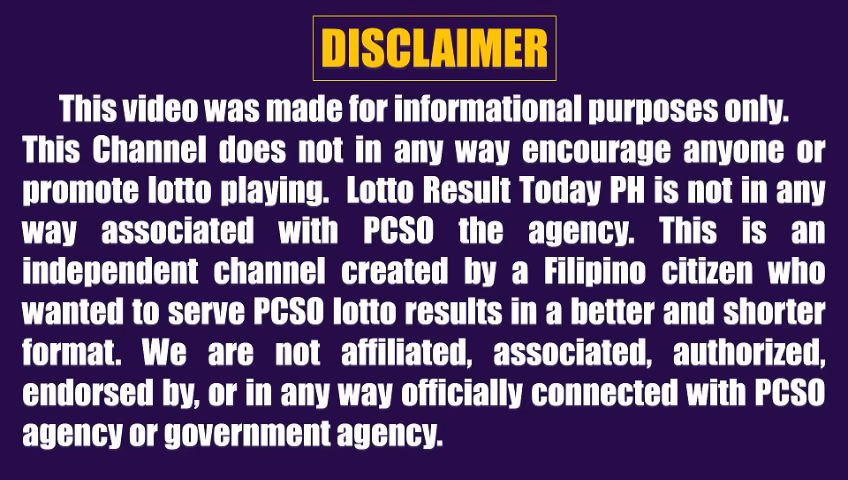 DISCLAIMER
This video was made for informational purposes only.
This Channel does not in any way encourage anyone or
promote lotto playing. Lotto Result Today PH is not in any
way associated with PCSO the agency. This is an
independent channel created by a Filipino citizen who
wanted to serve PCSO lotto results in a better and shorter
format. We are not affiliated, associated, authorized,
endorsed by, or in any way officially connected with PCSO
agency or government agency.